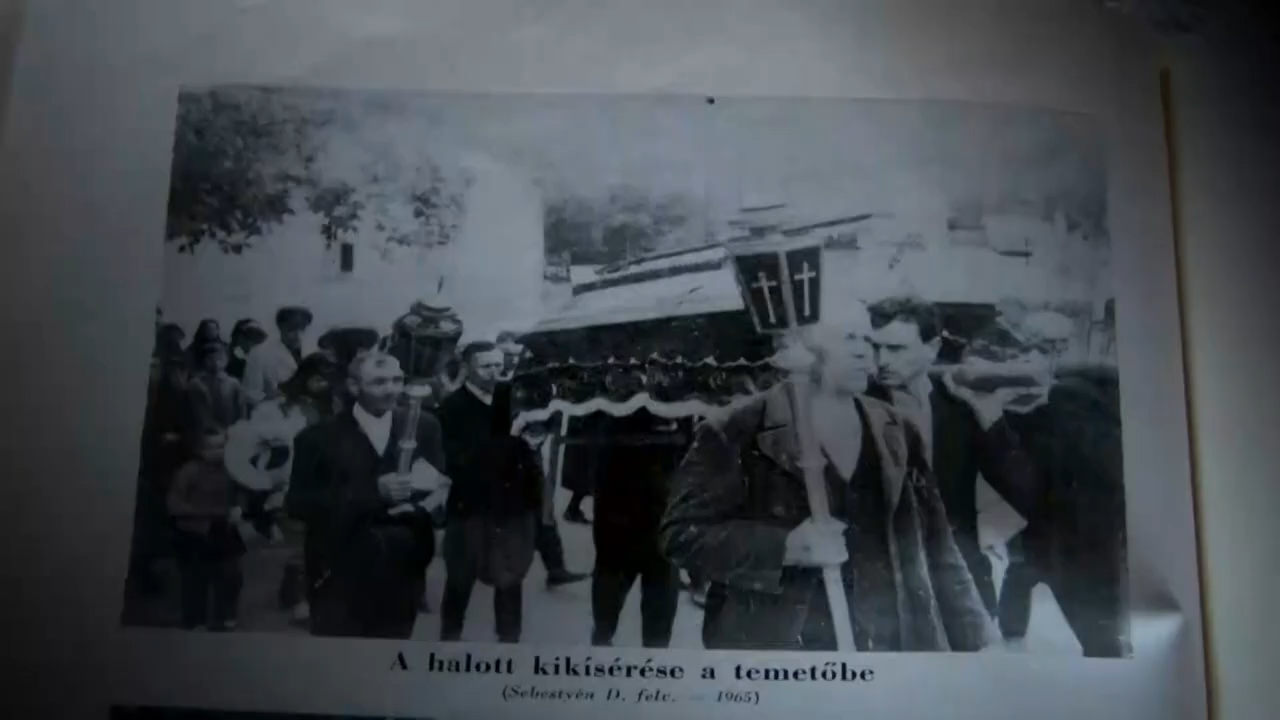 A halott kikísérése a temetőbe
(Sebestyén D. felv. — 1965)